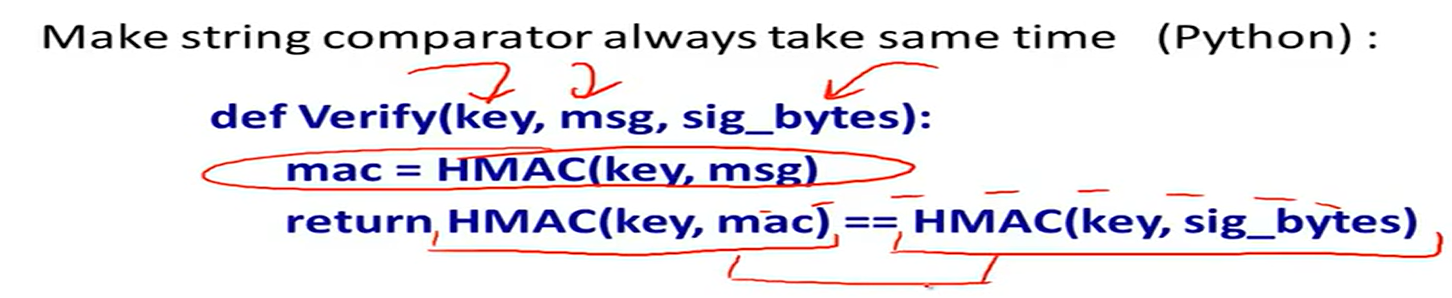 Make string comparator always take same time (Python) :
def Verify(key, msg, sig_bytes):
mac = HMAC(key, msg)
return HMAC(key, mac) == HMAC(key, sig_bytes)